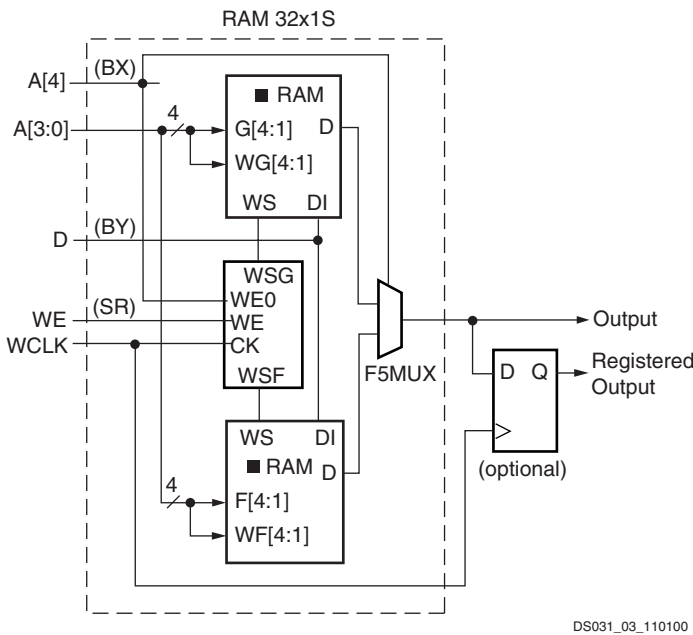 RAM 32x1S
A[4]
(BX)
A[3:0]
4
RAM
G[4:1]
D
WG[4:1]
WS
DI
D
(BY)
WSG
WE0
WE
(SR)
WE
WCLK
CK
WSF
F5MUX
Output
D
Q
Registered
Output
(optional)
WS
DI
RAM
D
4
F[4:1]
WF[4:1]
DS031_03_110100